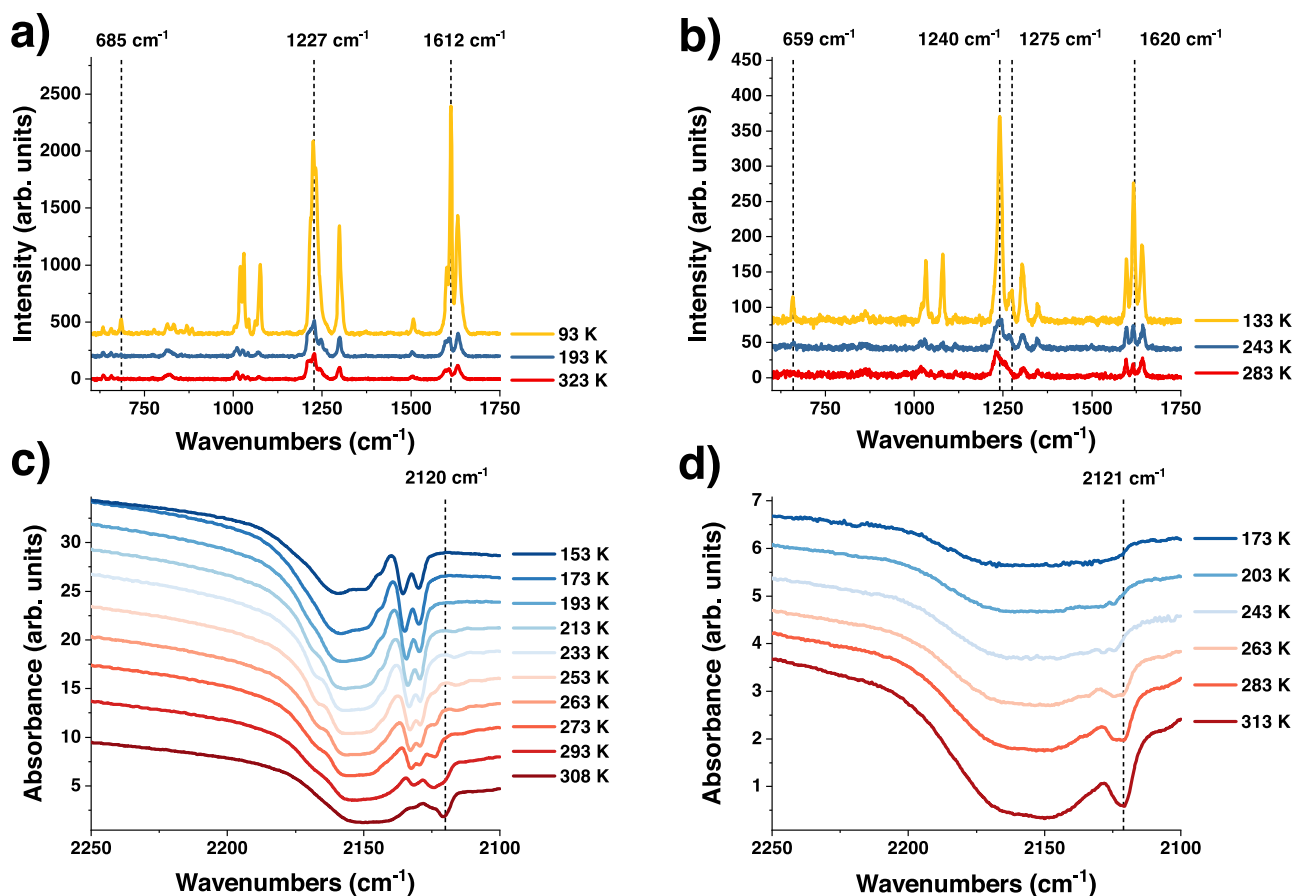 a)
685 cm⁻¹ 1227 cm⁻¹ 1612 cm⁻¹
Intensity (arb. units)
2500
2000
1500
1000
500
0
93 K
193 K
323 K
750 1000 1250 1500 1750
Wavenumbers (cm⁻¹)
b)
659 cm⁻¹ 1240 cm⁻¹ 1275 cm⁻¹ 1620 cm⁻¹
Intensity (arb. units)
450
400
350
300
250
200
150
100
50
0
133 K
243 K
283 K
750 1000 1250 1500 1750
Wavenumbers (cm⁻¹)
c)
2120 cm⁻¹
Absorbance (arb. units)
30
25
20
15
10
5
153 K
173 K
193 K
213 K
233 K
253 K
263 K
273 K
293 K
308 K
2250 2200 2150 2100
Wavenumbers (cm⁻¹)
d)
2121 cm⁻¹
Absorbance (arb. units)
7
6
5
4
3
2
1
173 K
203 K
243 K
263 K
283 K
313 K
2250 2200 2150 2100
Wavenumbers (cm⁻¹)